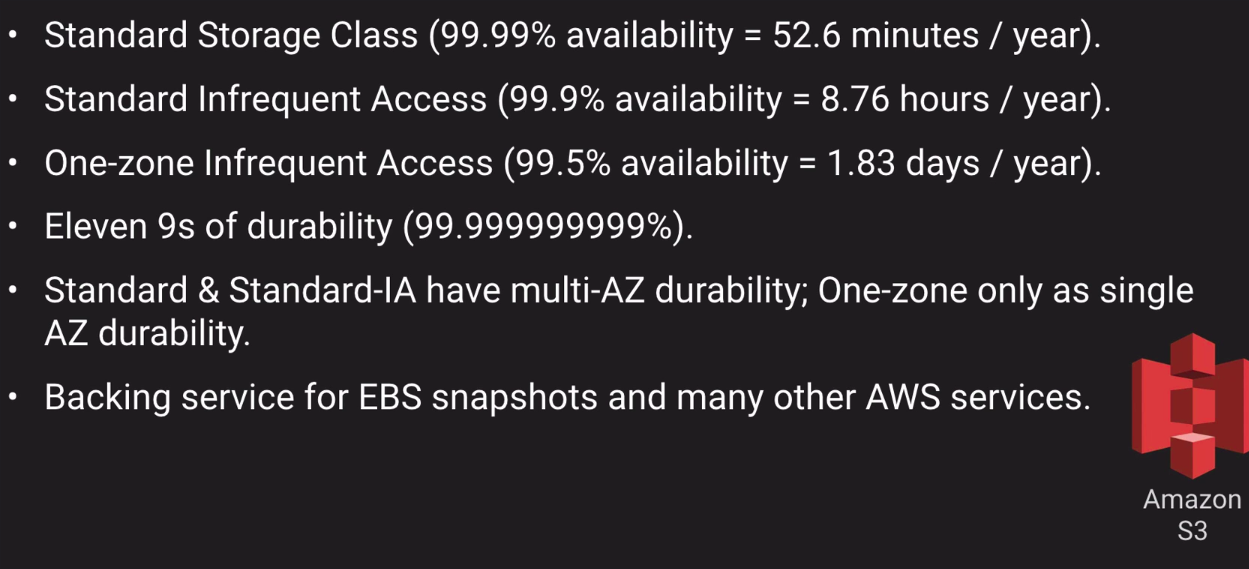 • Standard Storage Class (99.99% availability = 52.6 minutes / year).
• Standard Infrequent Access (99.9% availability = 8.76 hours / year).
• One-zone Infrequent Access (99.5% availability = 1.83 days / year).
• Eleven 9s of durability (99.999999999%).
• Standard & Standard-IA have multi-AZ durability; One-zone only as single
AZ durability.
• Backing service for EBS snapshots and many other AWS services.
Amazon
S3